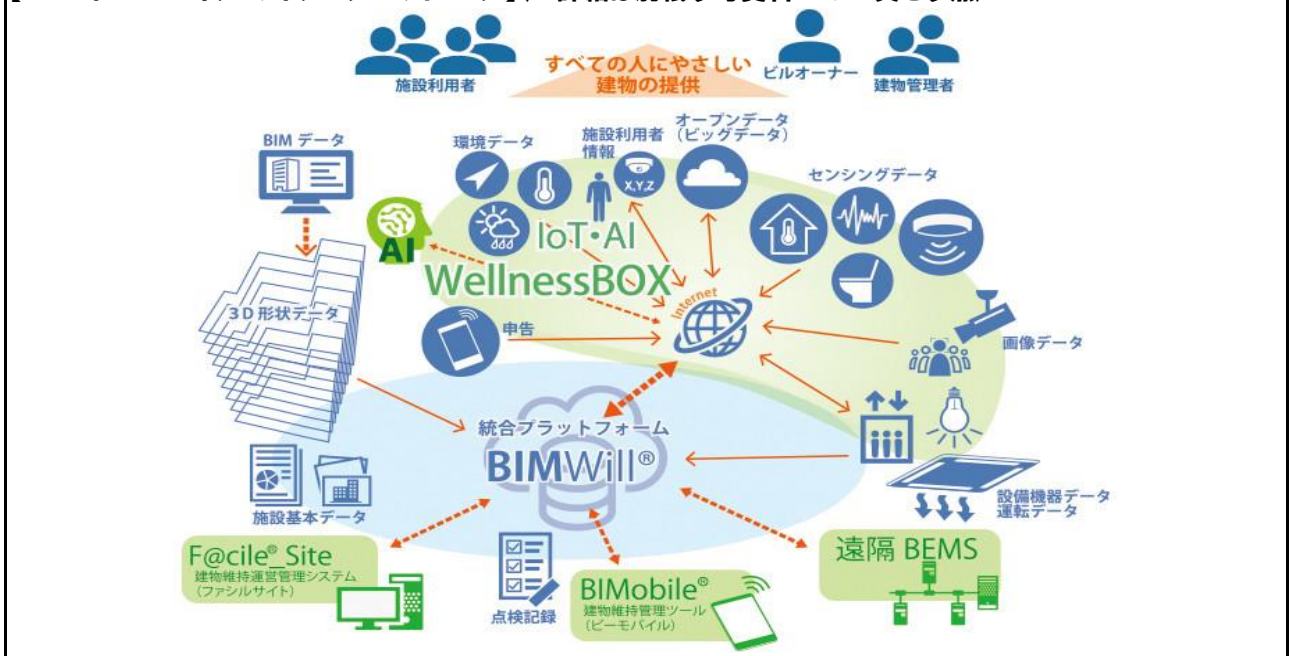 施設利用者
すべての人にやさしい
建物の提供
ビルオーナー
建物管理者
BIM データ
環境データ
施設利用者
情報
オープンデータ
(ビッグデータ)
センシングデータ
X,Y,Z
AI
IoT・AI
WellnessBOX
Internet
3D 形状データ
申告
画像データ
統合プラットフォーム
BIMWill®
施設基本データ
設備機器データ
運転データ
F@cile®_Site
建物維持運営管理システム
(ファシルサイト)
点検記録
BIMobile®
建物維持管理ツール
(ビーモバイル)
遠隔 BEMS